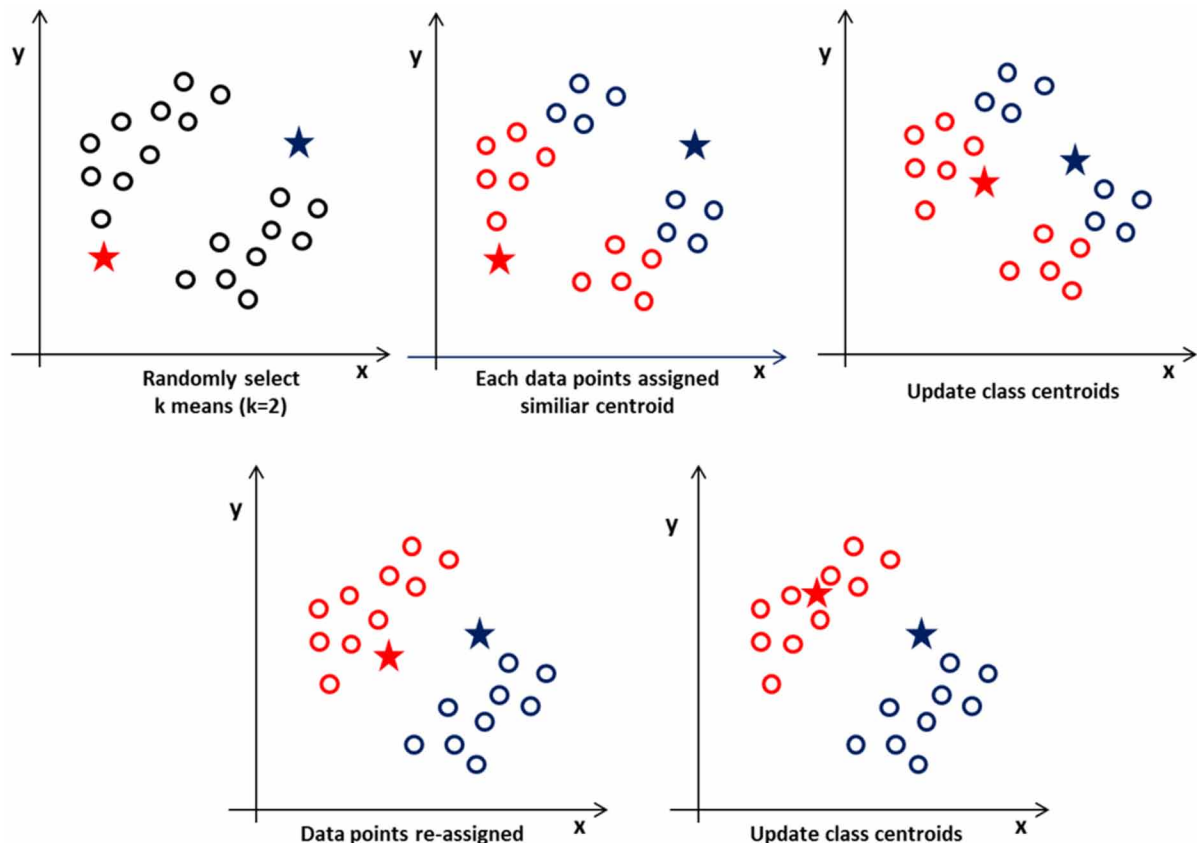 y
x
Randomly select
k means (k=2)
y
x
Each data points assigned
similiar centroid
y
x
Update class centroids
y
x
Data points re-assigned
y
x
Update class centroids